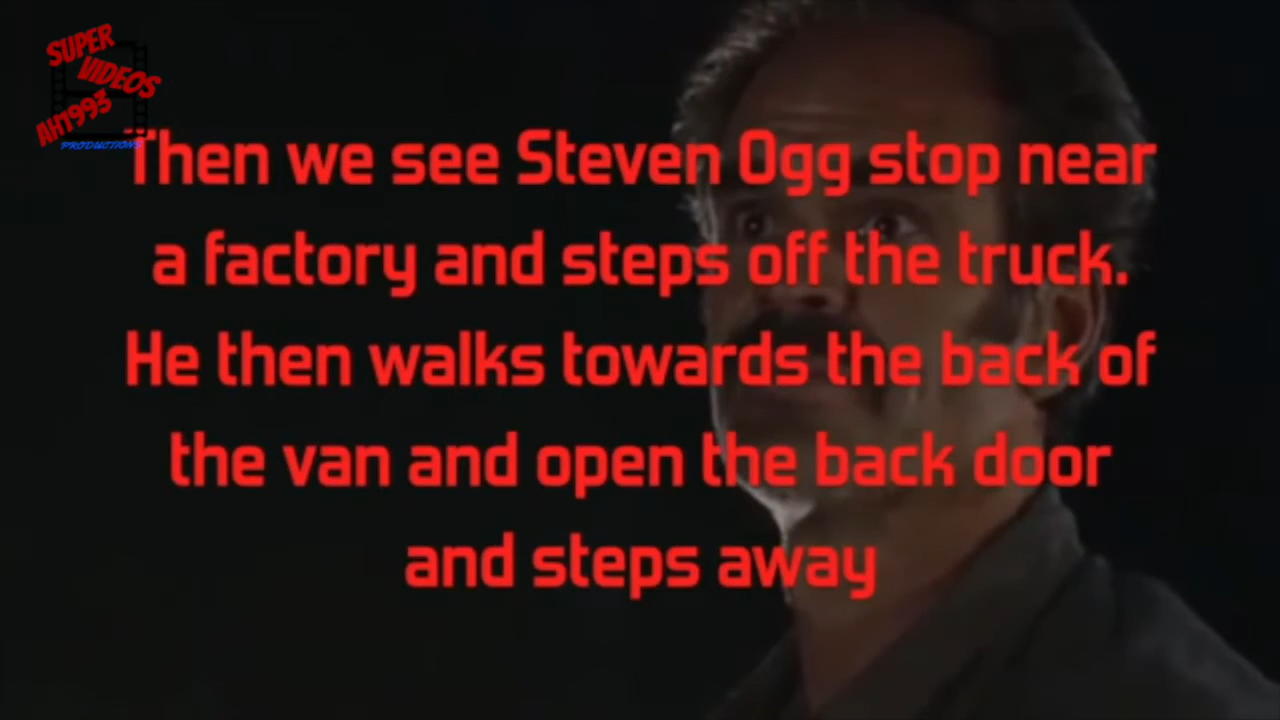 SUPER
VIDEOS
AH1993
PRODUCTIONS
Then we see Steven Ogg stop near
a factory and steps off the truck.
He then walks towards the back of
the van and open the back door
and steps away